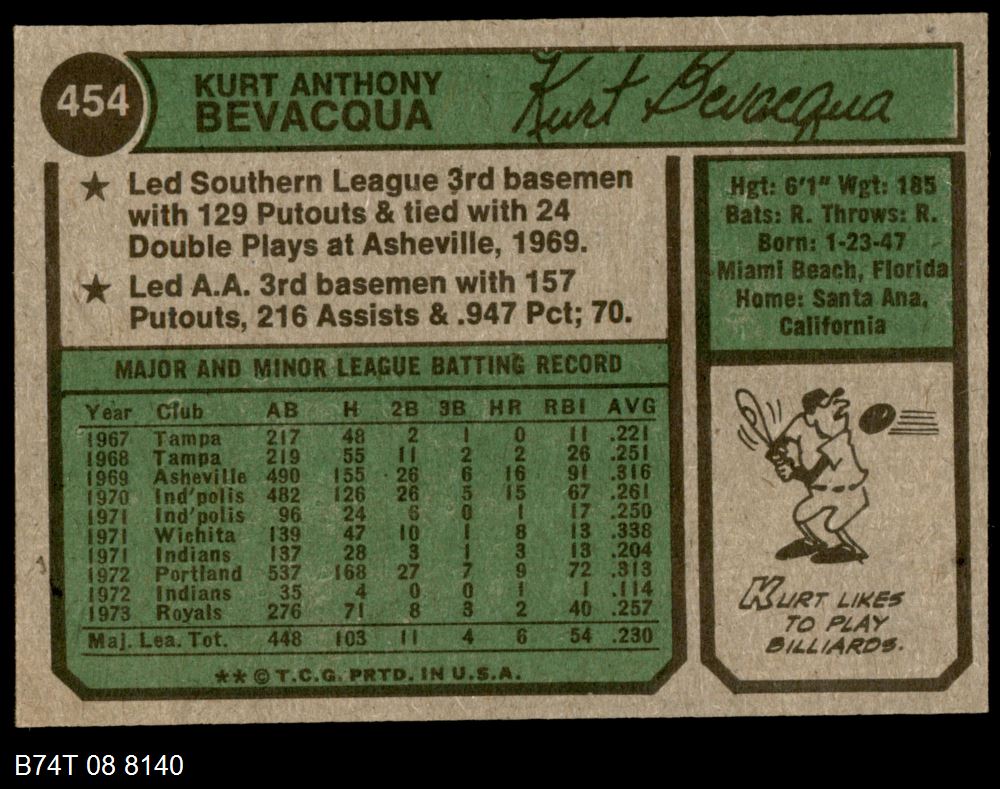 454
KURT ANTHONY
BEVACQUA
Kurt Bevacqua
★ Led Southern League 3rd basemen
with 129 Putouts & tied with 24
Double Plays at Asheville, 1969.
★ Led A.A. 3rd basemen with 157
Putouts, 216 Assists & .947 Pct; 70.
Hgt: 6'1" Wgt: 185
Bats: R. Throws: R.
Born: 1-23-47
Miami Beach, Florida
Home: Santa Ana,
California
MAJOR AND MINOR LEAGUE BATTING RECORD
Year Club AB H 2B 3B HR RBI AVG
1967 Tampa 217 48 2 1 0 11 .221
1968 Tampa 219 55 11 2 2 26 .251
1969 Asheville 490 155 26 6 16 91 .316
1970 Ind'polis 482 126 26 5 15 67 .261
1971 Ind'polis 96 24 6 0 1 17 .250
1971 Wichita 139 47 10 1 8 13 .338
1971 Indians 137 28 3 1 3 13 .204
1972 Portland 537 168 27 7 9 72 .313
1972 Indians 35 4 0 0 1 1 .114
1973 Royals 276 71 8 3 2 40 .257
Maj. Lea. Tot. 448 103 11 4 6 54 .230
**© T.C.G. PRTD. IN U.S.A.
KURT LIKES
TO PLAY
BILLIARDS.
B74T 08 8140